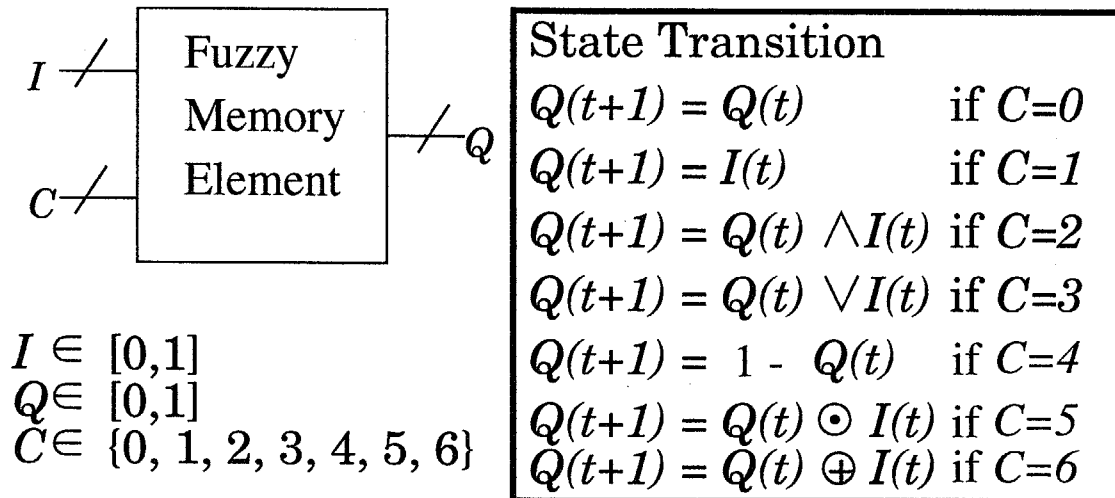 I
C
Fuzzy
Memory
Element
Q
I ∈ [0,1]
Q∈ [0,1]
C∈ {0, 1, 2, 3, 4, 5, 6}
State Transition
Q(t+1) = Q(t) if C=0
Q(t+1) = I(t) if C=1
Q(t+1) = Q(t) ∧I(t) if C=2
Q(t+1) = Q(t) ∨I(t) if C=3
Q(t+1) = 1 - Q(t) if C=4
Q(t+1) = Q(t) ⊙ I(t) if C=5
Q(t+1) = Q(t) ⊕ I(t) if C=6